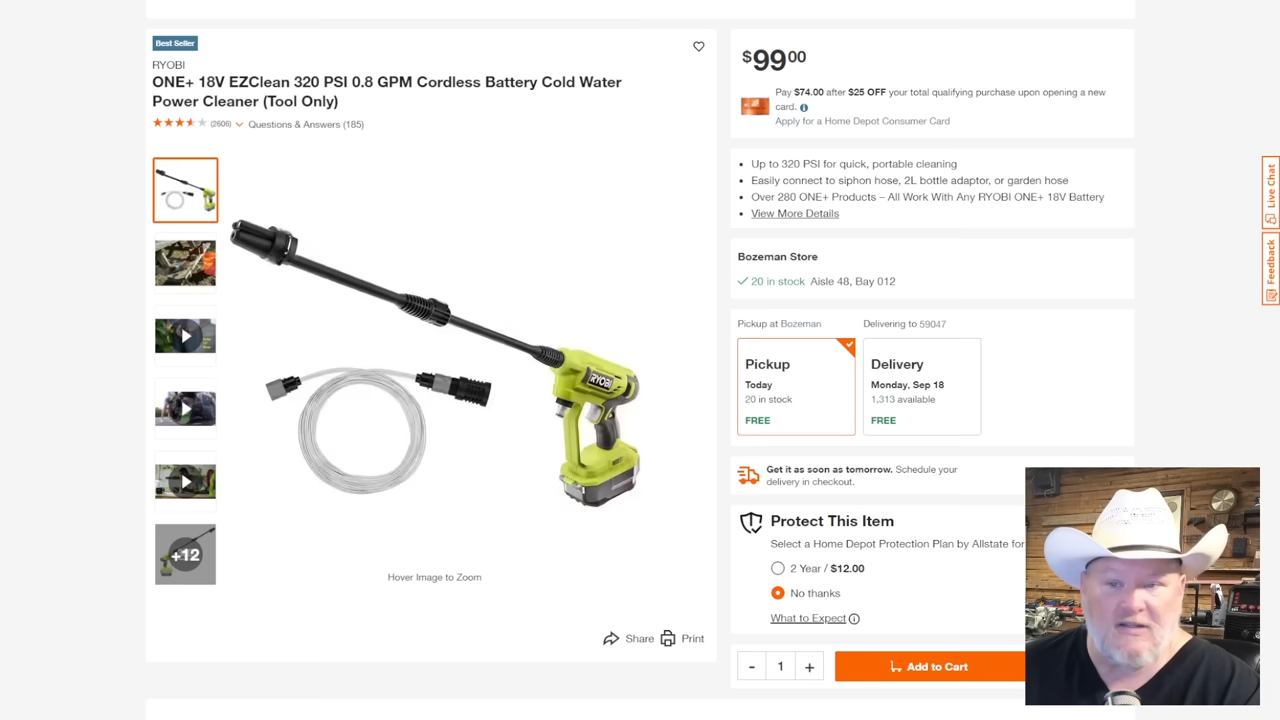 Best Seller
RYOBI
ONE+ 18V EZClean 320 PSI 0.8 GPM Cordless Battery Cold Water
Power Cleaner (Tool Only)
(2606) Questions & Answers (185)
RYOBI
+12
Hover Image to Zoom
Share Print
$99.00
Pay $74.00 after $25 OFF your total qualifying purchase upon opening a new
card.
Apply for a Home Depot Consumer Card
• Up to 320 PSI for quick, portable cleaning
• Easily connect to siphon hose, 2L bottle adaptor, or garden hose
• Over 280 ONE+ Products – All Work With Any RYOBI ONE+ 18V Battery
• View More Details
Bozeman Store
20 in stock Aisle 48, Bay 012
Pickup at Bozeman Delivering to 59047
Pickup
Today
20 in stock
FREE
Delivery
Monday, Sep 18
1,313 available
FREE
Get it as soon as tomorrow. Schedule your
delivery in checkout.
Protect This Item
Select a Home Depot Protection Plan by Allstate for
2 Year / $12.00
No thanks
What to Expect
- 1 +
Add to Cart
Live Chat
Feedback